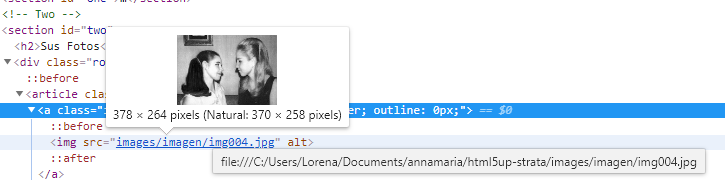 <section id="one">…</section>
<!-- Two -->
<section id="two"
<h2>Sus Fotos<
<div class="ro
::before
<article class
378 × 264 pixels (Natural: 370 × 258 pixels)
<a class="i er; outline: 0px;"> == $0
::before
<img src="images/imagen/img004.jpg" alt>
::after
file:///C:/Users/Lorena/Documents/annamaria/html5up-strata/images/imagen/img004.jpg
</a>